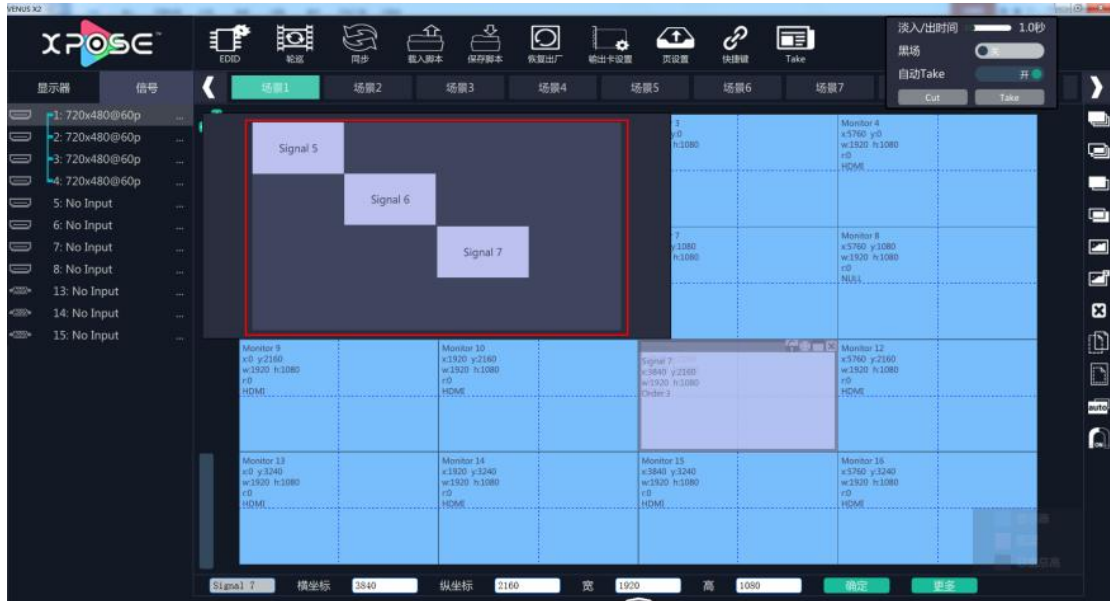 VENUS X2
XPOSE
EDID
轮巡
同步
载入脚本
保存脚本
恢复出厂
输出卡设置
页设置
快捷键
Take
淡入/出时间 1.0秒
黑场
自动Take 开
Cut Take
显示器 信号
场景1 场景2 场景3 场景4 场景5 场景6 场景7
1: 720x480@60p ...
2: 720x480@60p ...
3: 720x480@60p ...
4: 720x480@60p ...
5: No Input ...
6: No Input ...
7: No Input ...
8: No Input ...
13: No Input ...
14: No Input ...
15: No Input ...
Signal 5
Signal 6
Signal 7
3
y:0
h:1080
Monitor 4
x:5760 y:0
w:1920 h:1080
r:0
HDMI
7
y:1080
h:1080
Monitor 8
x:5760 y:1080
w:1920 h:1080
r:0
NULL
Monitor 9
x:0 y:2160
w:1920 h:1080
r:0
HDMI
Monitor 10
x:1920 y:2160
w:1920 h:1080
r:0
HDMI
Signal 7
x:3840 y:2160
w:1920 h:1080
Order:3
Monitor 12
x:5760 y:2160
w:1920 h:1080
r:0
HDMI
Monitor 13
x:0 y:3240
w:1920 h:1080
r:0
HDMI
Monitor 14
x:1920 y:3240
w:1920 h:1080
r:0
HDMI
Monitor 15
x:3840 y:3240
w:1920 h:1080
r:0
HDMI
Monitor 16
x:5760 y:3240
w:1920 h:1080
r:0
HDMI
auto
ON
Signal 7 横坐标 3840 纵坐标 2160 宽 1920 高 1080 确定 更多